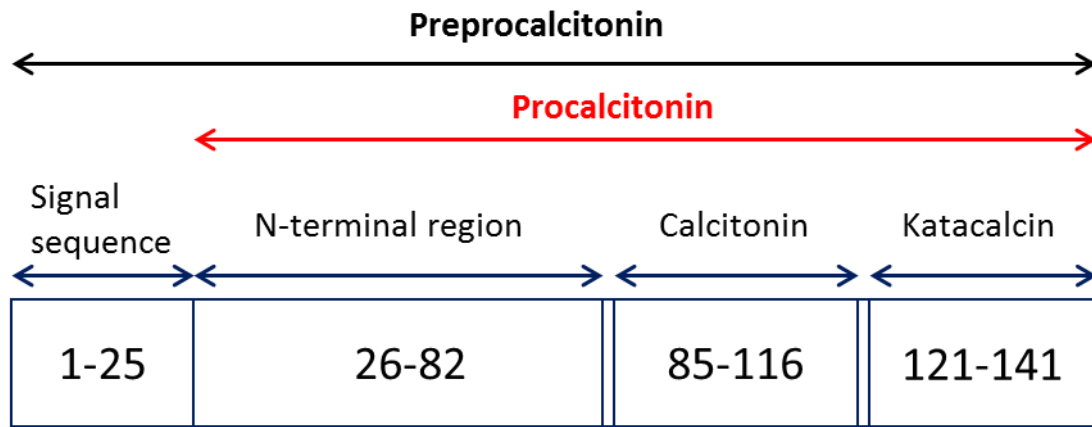 Preprocalcitonin
Procalcitonin
Signal
sequence
N-terminal region
Calcitonin
Katacalcin
1-25
26-82
85-116
121-141